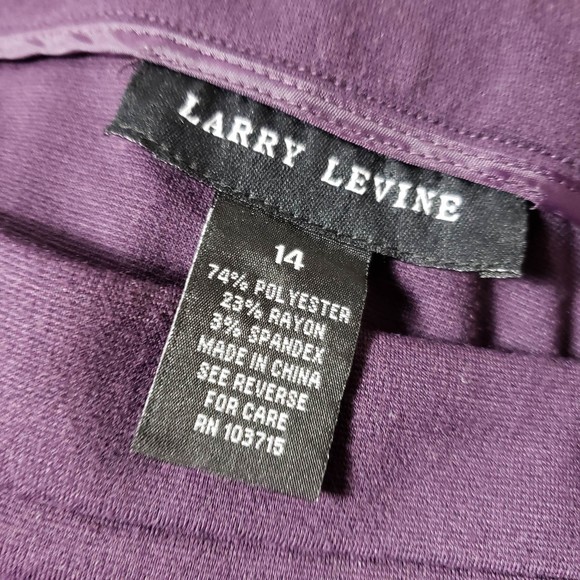 LARRY LEVINE
14
74% POLYESTER
23% RAYON
3% SPANDEX
MADE IN CHINA
SEE REVERSE
FOR CARE
RN 103715